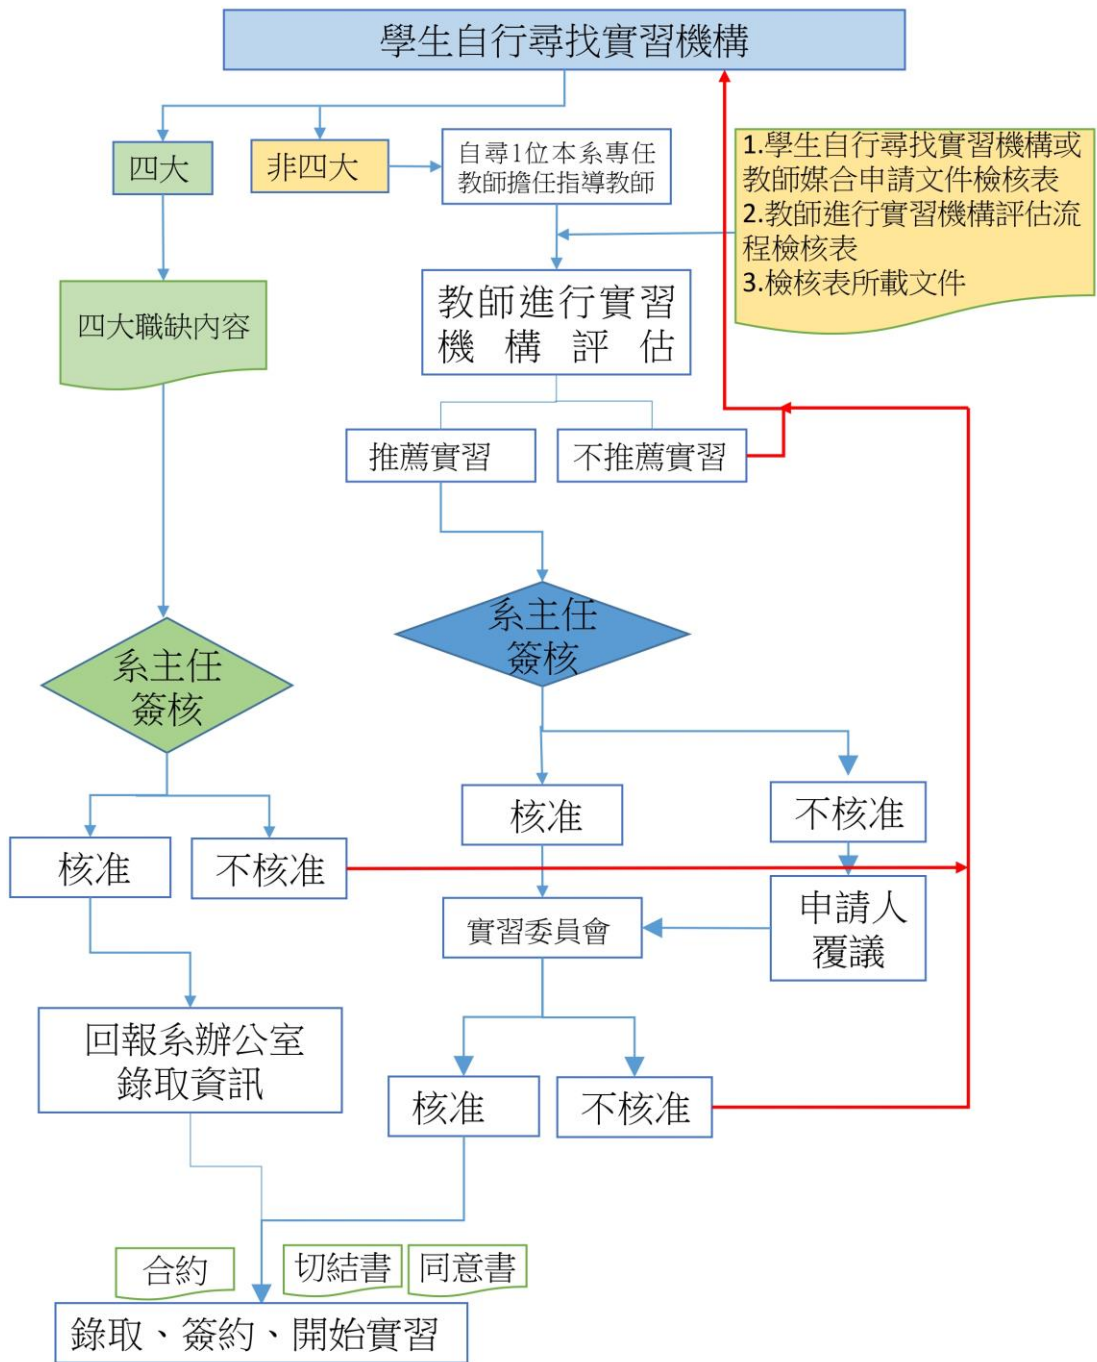 學生自行尋找實習機構
四大
非四大
自尋1位本系專任
教師擔任指導教師
1.學生自行尋找實習機構或
教師媒合申請文件檢核表
2.教師進行實習機構評估流
程檢核表
3.檢核表所載文件
四大職缺內容
教師進行實習
機構評估
推薦實習
不推薦實習
系主任
簽核
系主任
簽核
核准
不核准
核准
不核准
實習委員會
申請人
覆議
回報系辦公室
錄取資訊
核准
不核准
合約
切結書
同意書
錄取、簽約、開始實習